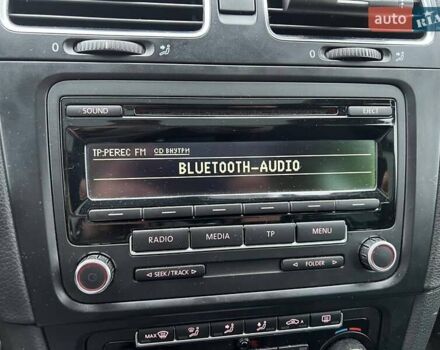 auto RIA
SOUND
EJECT
TP:PEREC FM CD ВНУТРИ
BLUETOOTH-AUDIO
RADIO MEDIA TP MENU
SEEK/TRACK FOLDER
MAX A